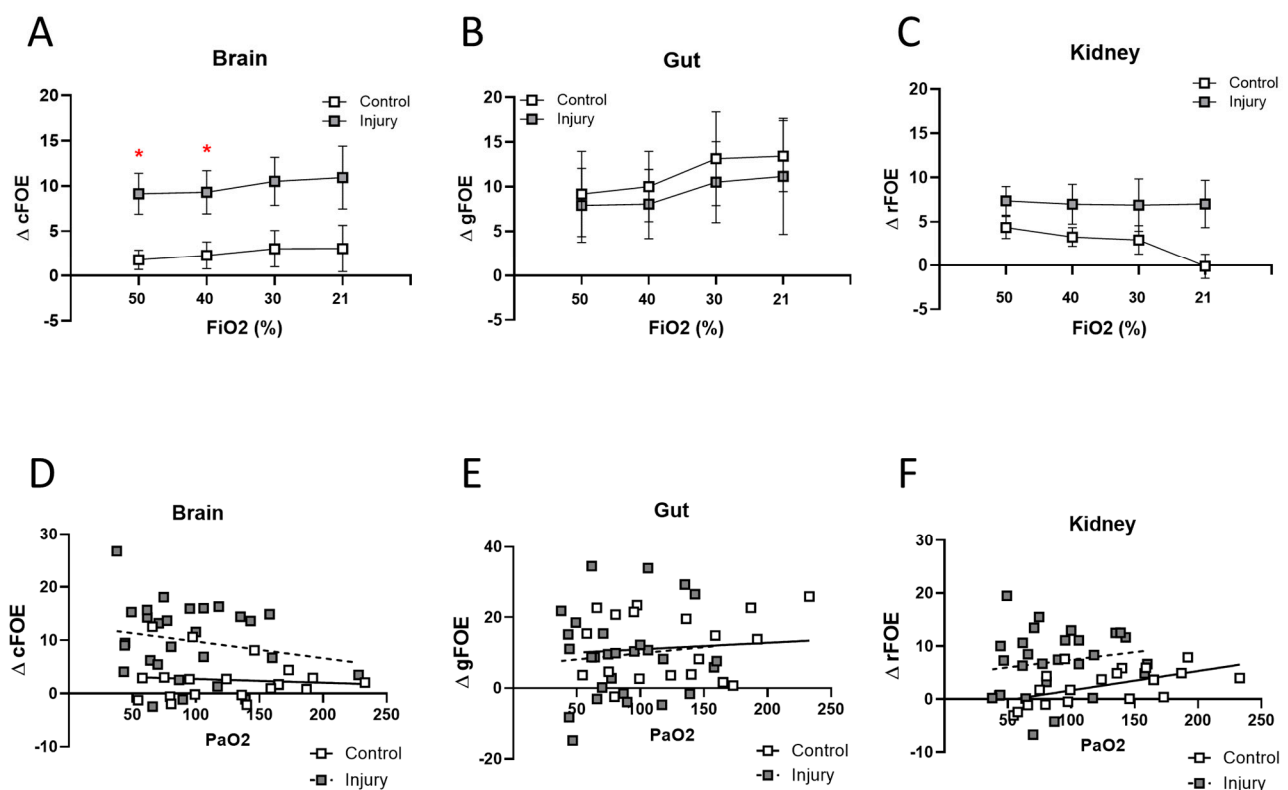 A
Brain
Control
Injury
*
*
20
15
10
5
0
-5
Δ cFOE
50
40
30
21
FiO2 (%)
B
Gut
Control
Injury
20
15
10
5
0
-5
Δ gFOE
50
40
30
21
FiO2 (%)
C
Kidney
Control
Injury
20
15
10
5
0
-5
Δ rFOE
50
40
30
21
FiO2 (%)
D
Brain
30
20
10
0
-10
Δ cFOE
50
100
150
200
250
PaO2
Control
Injury
E
Gut
40
20
0
-20
Δ gFOE
50
100
150
200
250
PaO2
Control
Injury
F
Kidney
30
20
10
0
-10
Δ rFOE
50
100
150
200
250
PaO2
Control
Injury